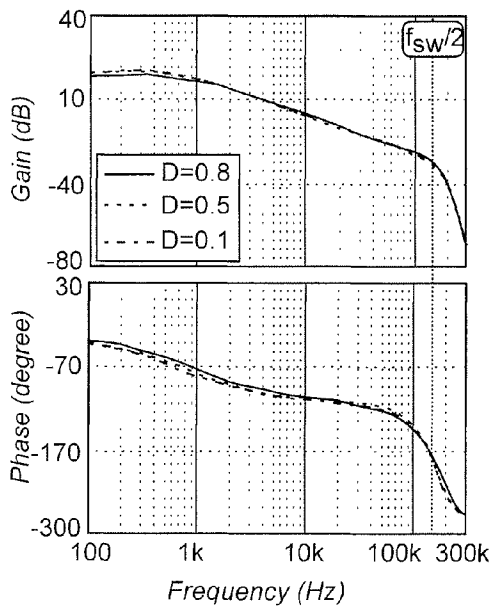 40
f_sw/2
10
Gain (dB)
D=0.8
D=0.5
D=0.1
-40
-80
30
-70
Phase (degree)
-170
-300
100 1k 10k 100k 300k
Frequency (Hz)